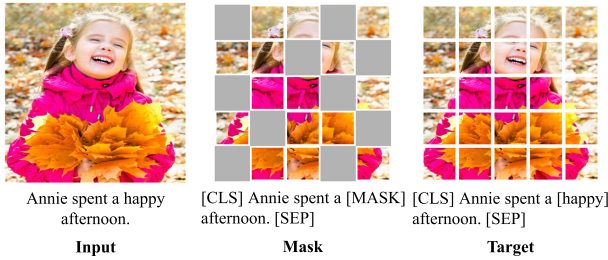 Annie spent a happy
afternoon.
Input
[CLS] Annie spent a [MASK]
afternoon. [SEP]
Mask
[CLS] Annie spent a [happy]
afternoon. [SEP]
Target